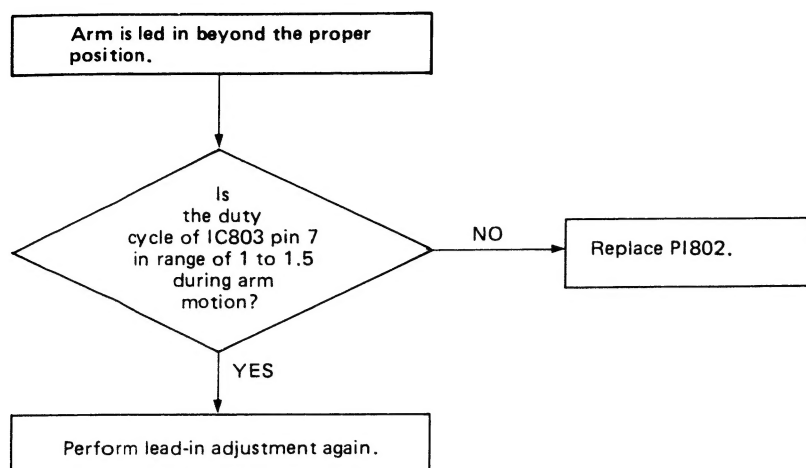 Arm is led in beyond the proper
position.
Is
the duty
cycle of IC803 pin 7
in range of 1 to 1.5
during arm
motion?
NO
Replace PI802.
YES
Perform lead-in adjustment again.